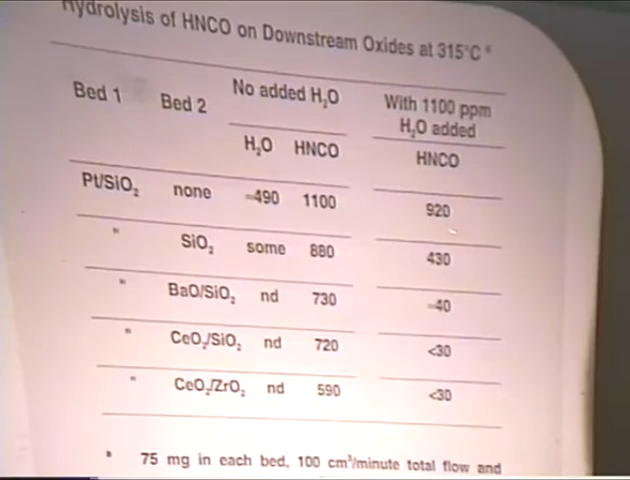 Hydrolysis of HNCO on Downstream Oxides at 315°C ᵃ
Bed 1 Bed 2 No added H₂O With 1100 ppm
H₂O added
H₂O HNCO HNCO
Pt/SiO₂ none ~490 1100 920
" SiO₂ some 880 430
" BaO/SiO₂ nd 730 ~40
" CeO₂/SiO₂ nd 720 <30
" CeO₂/ZrO₂ nd 590 <30
ᵃ 75 mg in each bed, 100 cm³/minute total flow and